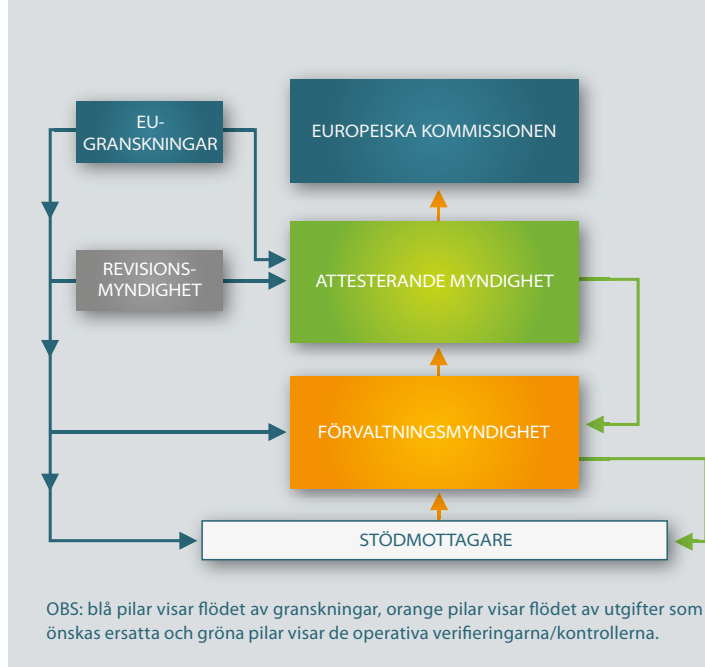 EU-
GRANSKNINGAR
EUROPEISKA KOMMISSIONEN
REVISIONS-
MYNDIGHET
ATTESTERANDE MYNDIGHET
FÖRVALTNINGSMYNDIGHET
STÖDMOTTAGARE
OBS: blå pilar visar flödet av granskningar, orange pilar visar flödet av utgifter som
önskas ersatta och gröna pilar visar de operativa verifieringarna/kontrollerna.